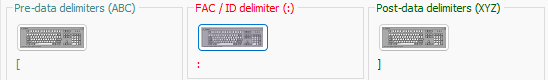 Pre-data delimiters (ABC)
FAC / ID delimiter (:)
Post-data delimiters (XYZ)
[
:
]